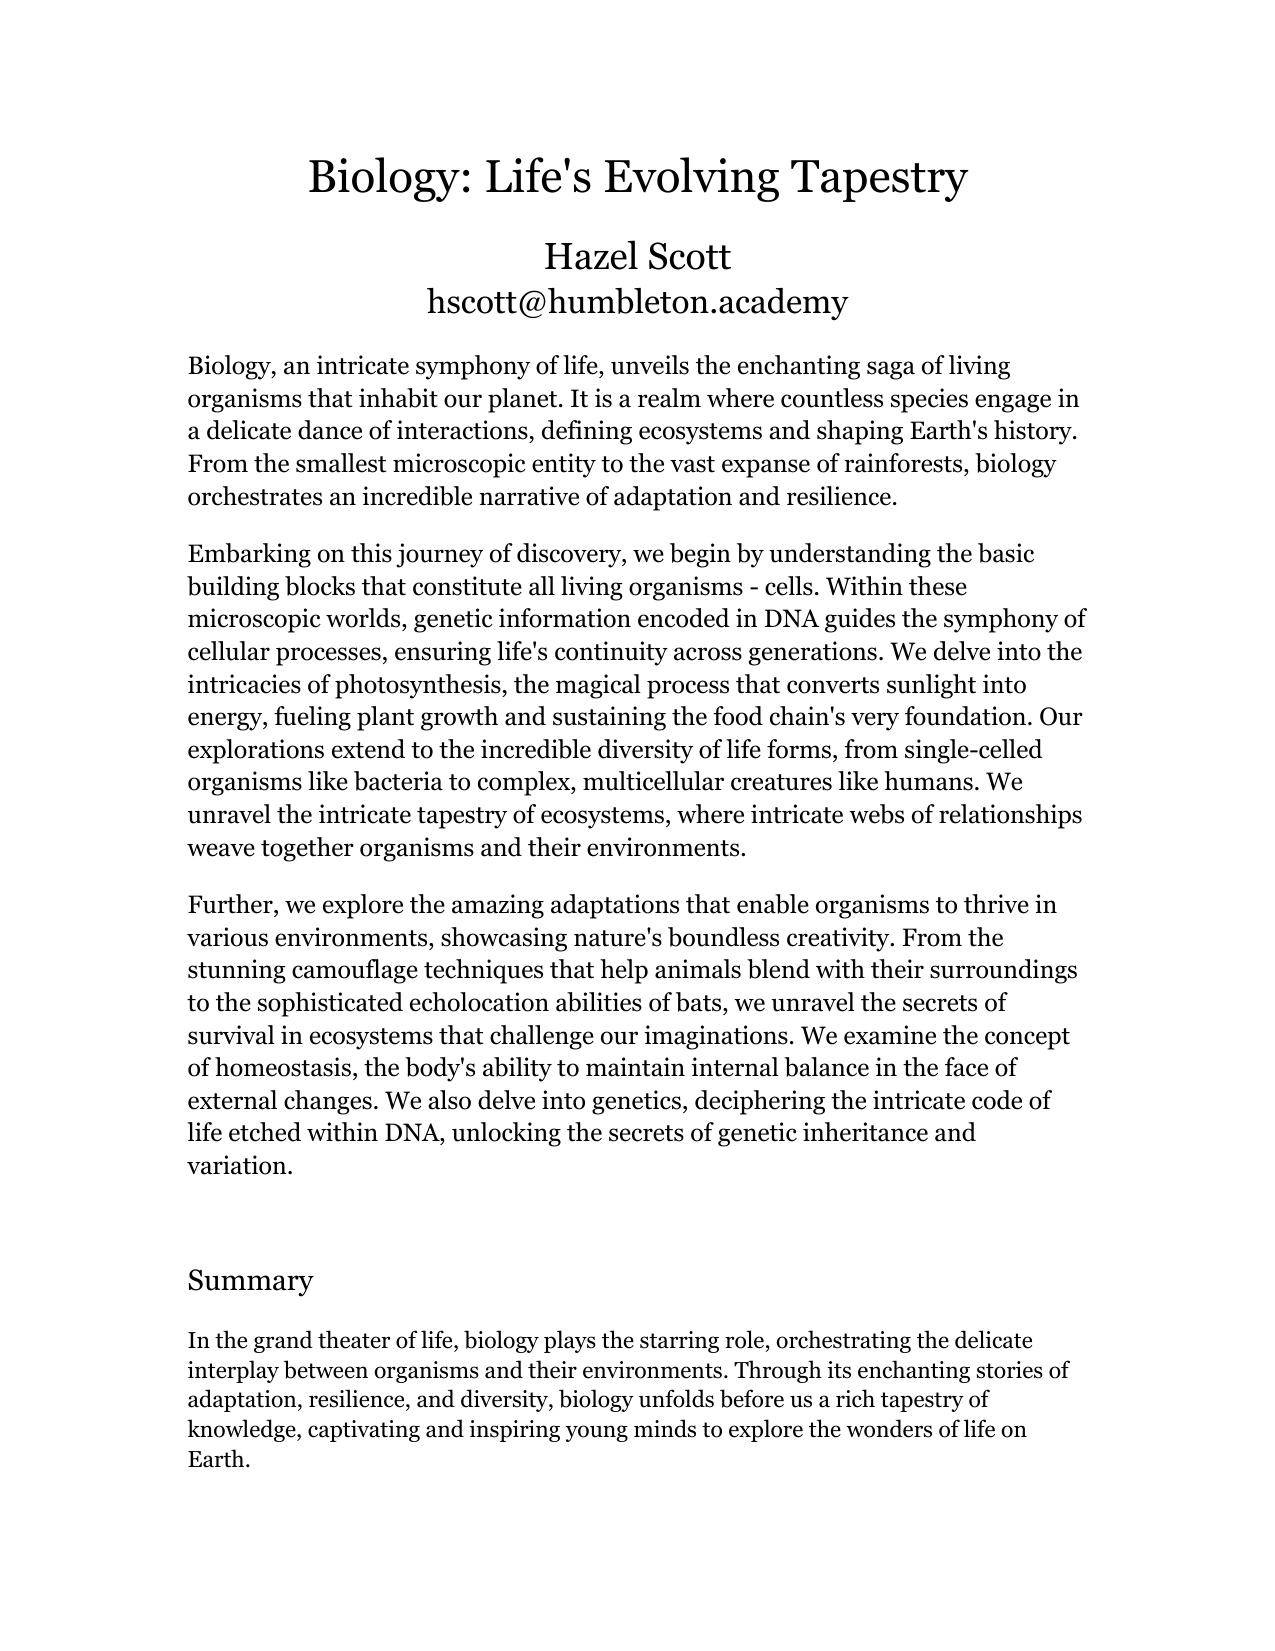 Biology: Life's Evolving Tapestry
Hazel Scott
hscott@humbleton.academy
Biology, an intricate symphony of life, unveils the enchanting saga of living
organisms that inhabit our planet. It is a realm where countless species engage in
a delicate dance of interactions, defining ecosystems and shaping Earth's history.
From the smallest microscopic entity to the vast expanse of rainforests, biology
orchestrates an incredible narrative of adaptation and resilience.
Embarking on this journey of discovery, we begin by understanding the basic
building blocks that constitute all living organisms - cells. Within these
microscopic worlds, genetic information encoded in DNA guides the symphony of
cellular processes, ensuring life's continuity across generations. We delve into the
intricacies of photosynthesis, the magical process that converts sunlight into
energy, fueling plant growth and sustaining the food chain's very foundation. Our
explorations extend to the incredible diversity of life forms, from single-celled
organisms like bacteria to complex, multicellular creatures like humans. We
unravel the intricate tapestry of ecosystems, where intricate webs of relationships
weave together organisms and their environments.
Further, we explore the amazing adaptations that enable organisms to thrive in
various environments, showcasing nature's boundless creativity. From the
stunning camouflage techniques that help animals blend with their surroundings
to the sophisticated echolocation abilities of bats, we unravel the secrets of
survival in ecosystems that challenge our imaginations. We examine the concept
of homeostasis, the body's ability to maintain internal balance in the face of
external changes. We also delve into genetics, deciphering the intricate code of
life etched within DNA, unlocking the secrets of genetic inheritance and
variation.
Summary
In the grand theater of life, biology plays the starring role, orchestrating the delicate
interplay between organisms and their environments. Through its enchanting stories of
adaptation, resilience, and diversity, biology unfolds before us a rich tapestry of
knowledge, captivating and inspiring young minds to explore the wonders of life on
Earth.